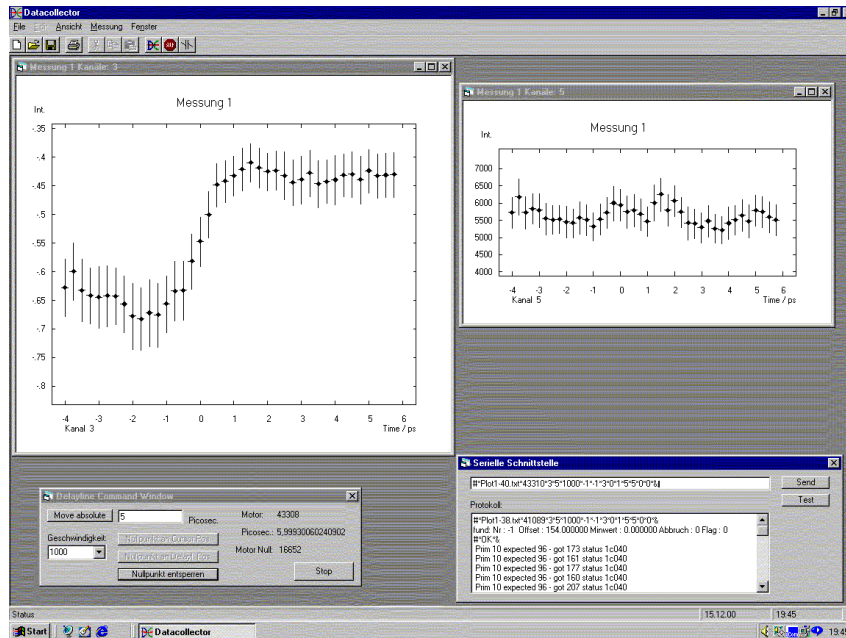 Datacollector
File Ansicht Messung Fenster
Messung 1 Kanäle: 3
Messung 1
Int.
-.35
-.4
-.45
-.5
-.55
-.6
-.65
-.7
-.75
-.8
-4 -3 -2 -1 0 1 2 3 4 5 6
Kanal 3 Time / ps
Messung 1 Kanäle: 5
Messung 1
Int.
7000
6500
6000
5500
5000
4500
4000
-4 -3 -2 -1 0 1 2 3 4 5 6
Kanal 5 Time / ps
Delayline Command Window
Move absolute 5 Picosec.
Motor: 43308
Picosec.: 5,99930060240902
Motor Null: 16652
Geschwindigkeit:
1000
Nullpunkt an Cursor Pos.
Nullpunkt entsperren
Stop
Serielle Schnittstelle
#*Plot1-40.txt*43310*3*5*1000*-1*-1*3*0*1*5*5*0*0*&
Send
Test
Protokoll:
#*Plot1-38.txt*41089*3*5*1000*-1*-1*3*0*1*5*5*0*0*&
fund: Nr : -1 Offset : 154.000000 Minwert : 0.000000 Abbruch : 0 Flag : 0
#*OK*&
Prim 10 expected 96 - got 173 status 1c040
Prim 10 expected 96 - got 151 status 1c040
Prim 10 expected 96 - got 177 status 1c040
Prim 10 expected 96 - got 160 status 1c040
Prim 10 expected 96 - got 207 status 1c040
Status 15.12.00 19:45
Start Datacollector 19:45